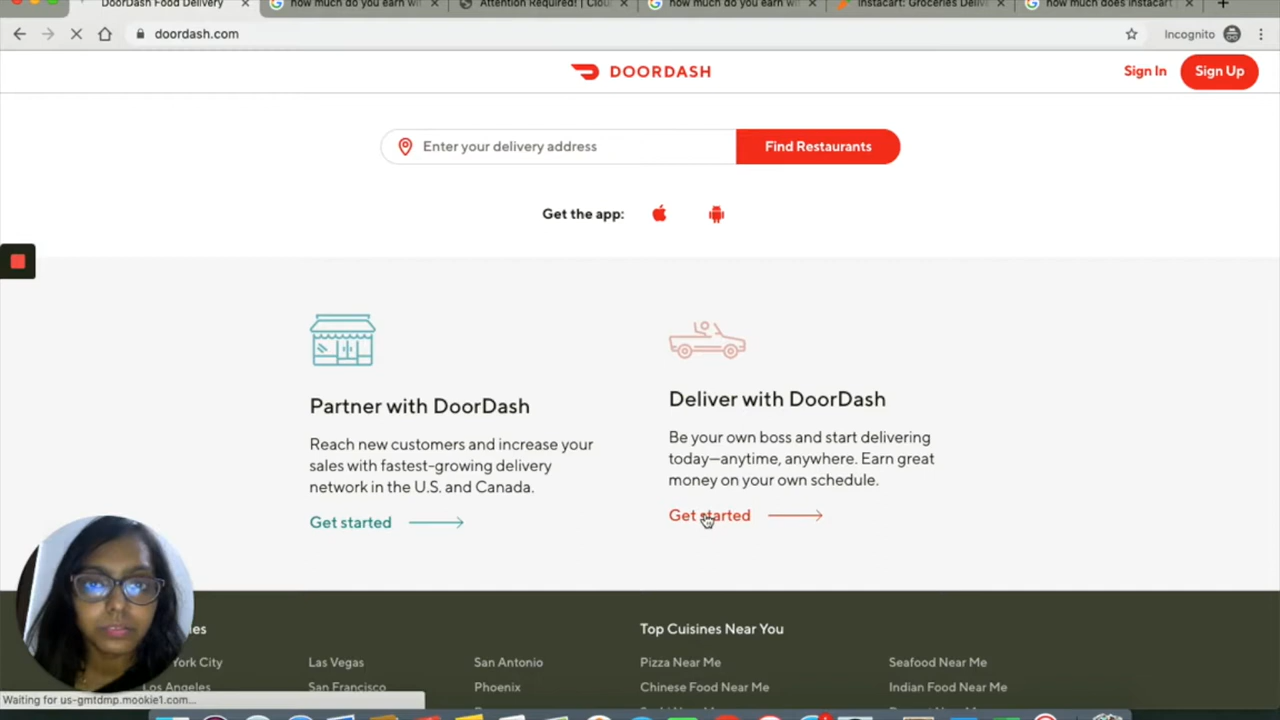 DoorDash Food Delivery
how much do you earn wi
Attention Required! | Clou
how much do you earn wi
Instacart: Groceries Delive
how much does instacart
doordash.com
Incognito
DOORDASH
Sign In
Sign Up
Enter your delivery address
Find Restaurants
Get the app:
Partner with DoorDash
Reach new customers and increase your
sales with fastest-growing delivery
network in the U.S. and Canada.
Get started
Deliver with DoorDash
Be your own boss and start delivering
today—anytime, anywhere. Earn great
money on your own schedule.
Get started
Top Cuisines Near You
York City
Las Vegas
San Antonio
Pizza Near Me
Seafood Near Me
Los Angeles
San Francisco
Phoenix
Chinese Food Near Me
Indian Food Near Me
Waiting for us-gmtdmp.mookie1.com...